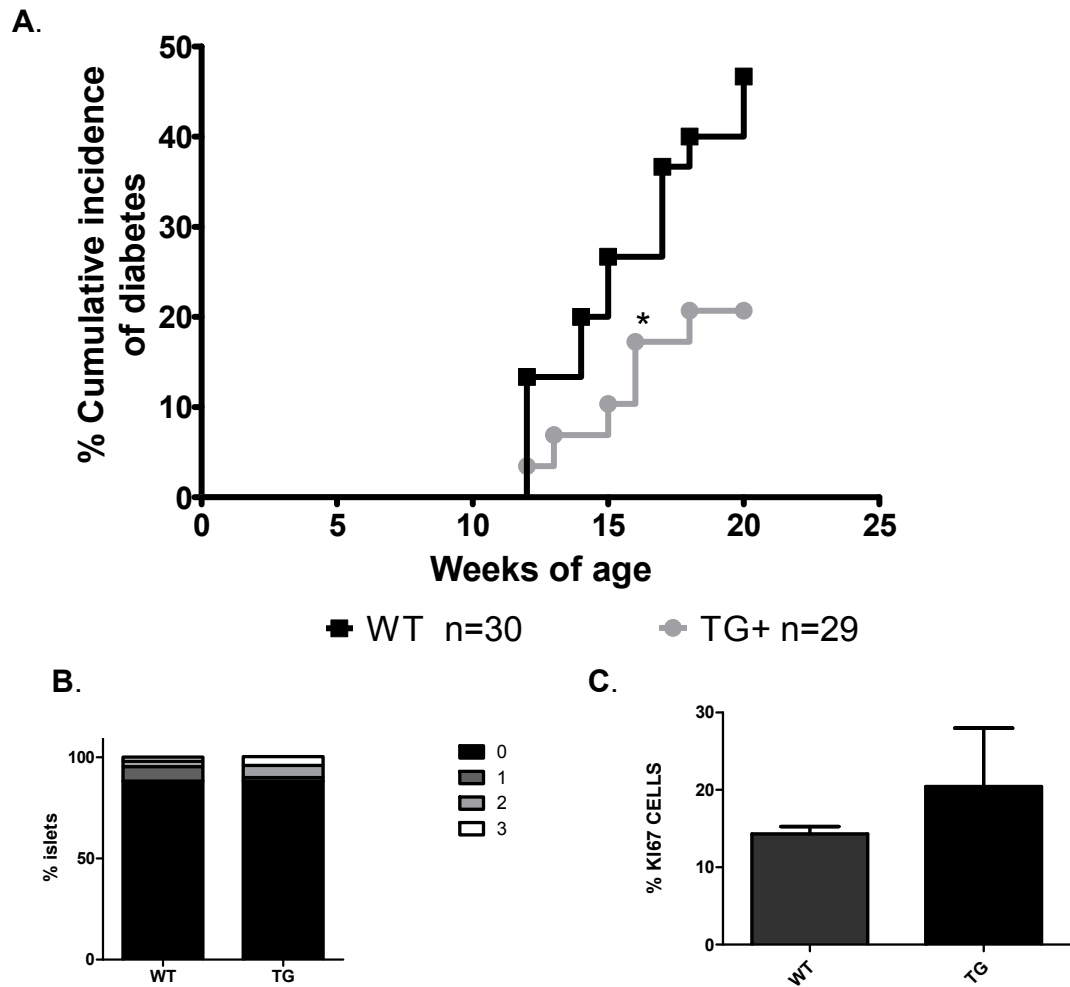 A.
% Cumulative incidence
of diabetes
50
40
30
20
10
0
0 5 10 15 20 25
*
Weeks of age
WT n=30 TG+ n=29
B.
% islets
100
50
0
WT TG
0
1
2
3
C.
% KI67 CELLS
30
20
10
0
WT TG